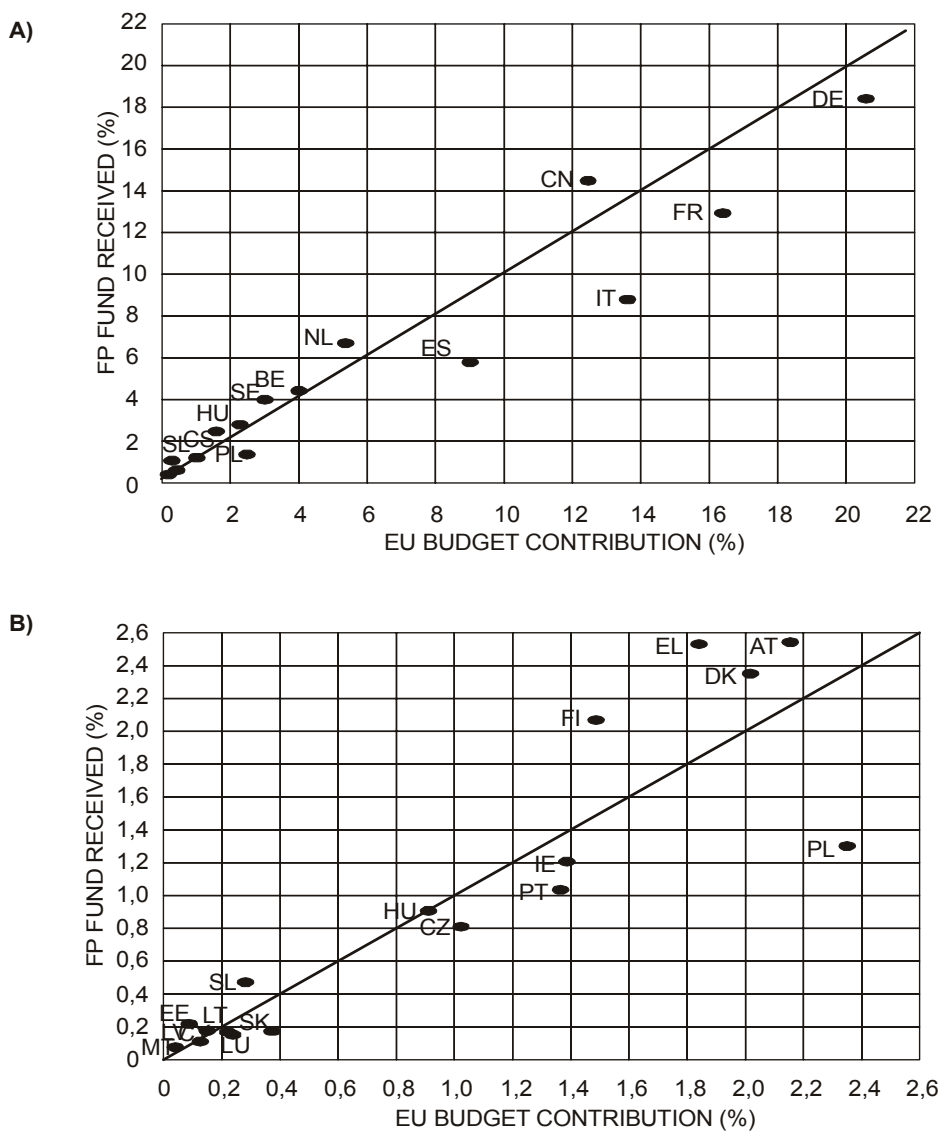 A)
FP FUND RECEIVED (%)
22
20
18
16
14
12
10
8
6
4
2
0
DE
CN
FR
IT
NL
ES
BE
SE
HU
CS
SL
PL
0 2 4 6 8 10 12 14 16 18 20 22
EU BUDGET CONTRIBUTION (%)
B)
FP FUND RECEIVED (%)
2,6
2,4
2,2
2,0
1,8
1,6
1,4
1,2
1,0
0,8
0,6
0,4
0,2
0
EL
AT
DK
FI
PL
IE
PT
HU
CZ
SL
EE
LT
SK
LV
C
LU
MT
0 0,2 0,4 0,6 0,8 1,0 1,2 1,4 1,6 1,8 2,0 2,2 2,4 2,6
EU BUDGET CONTRIBUTION (%)